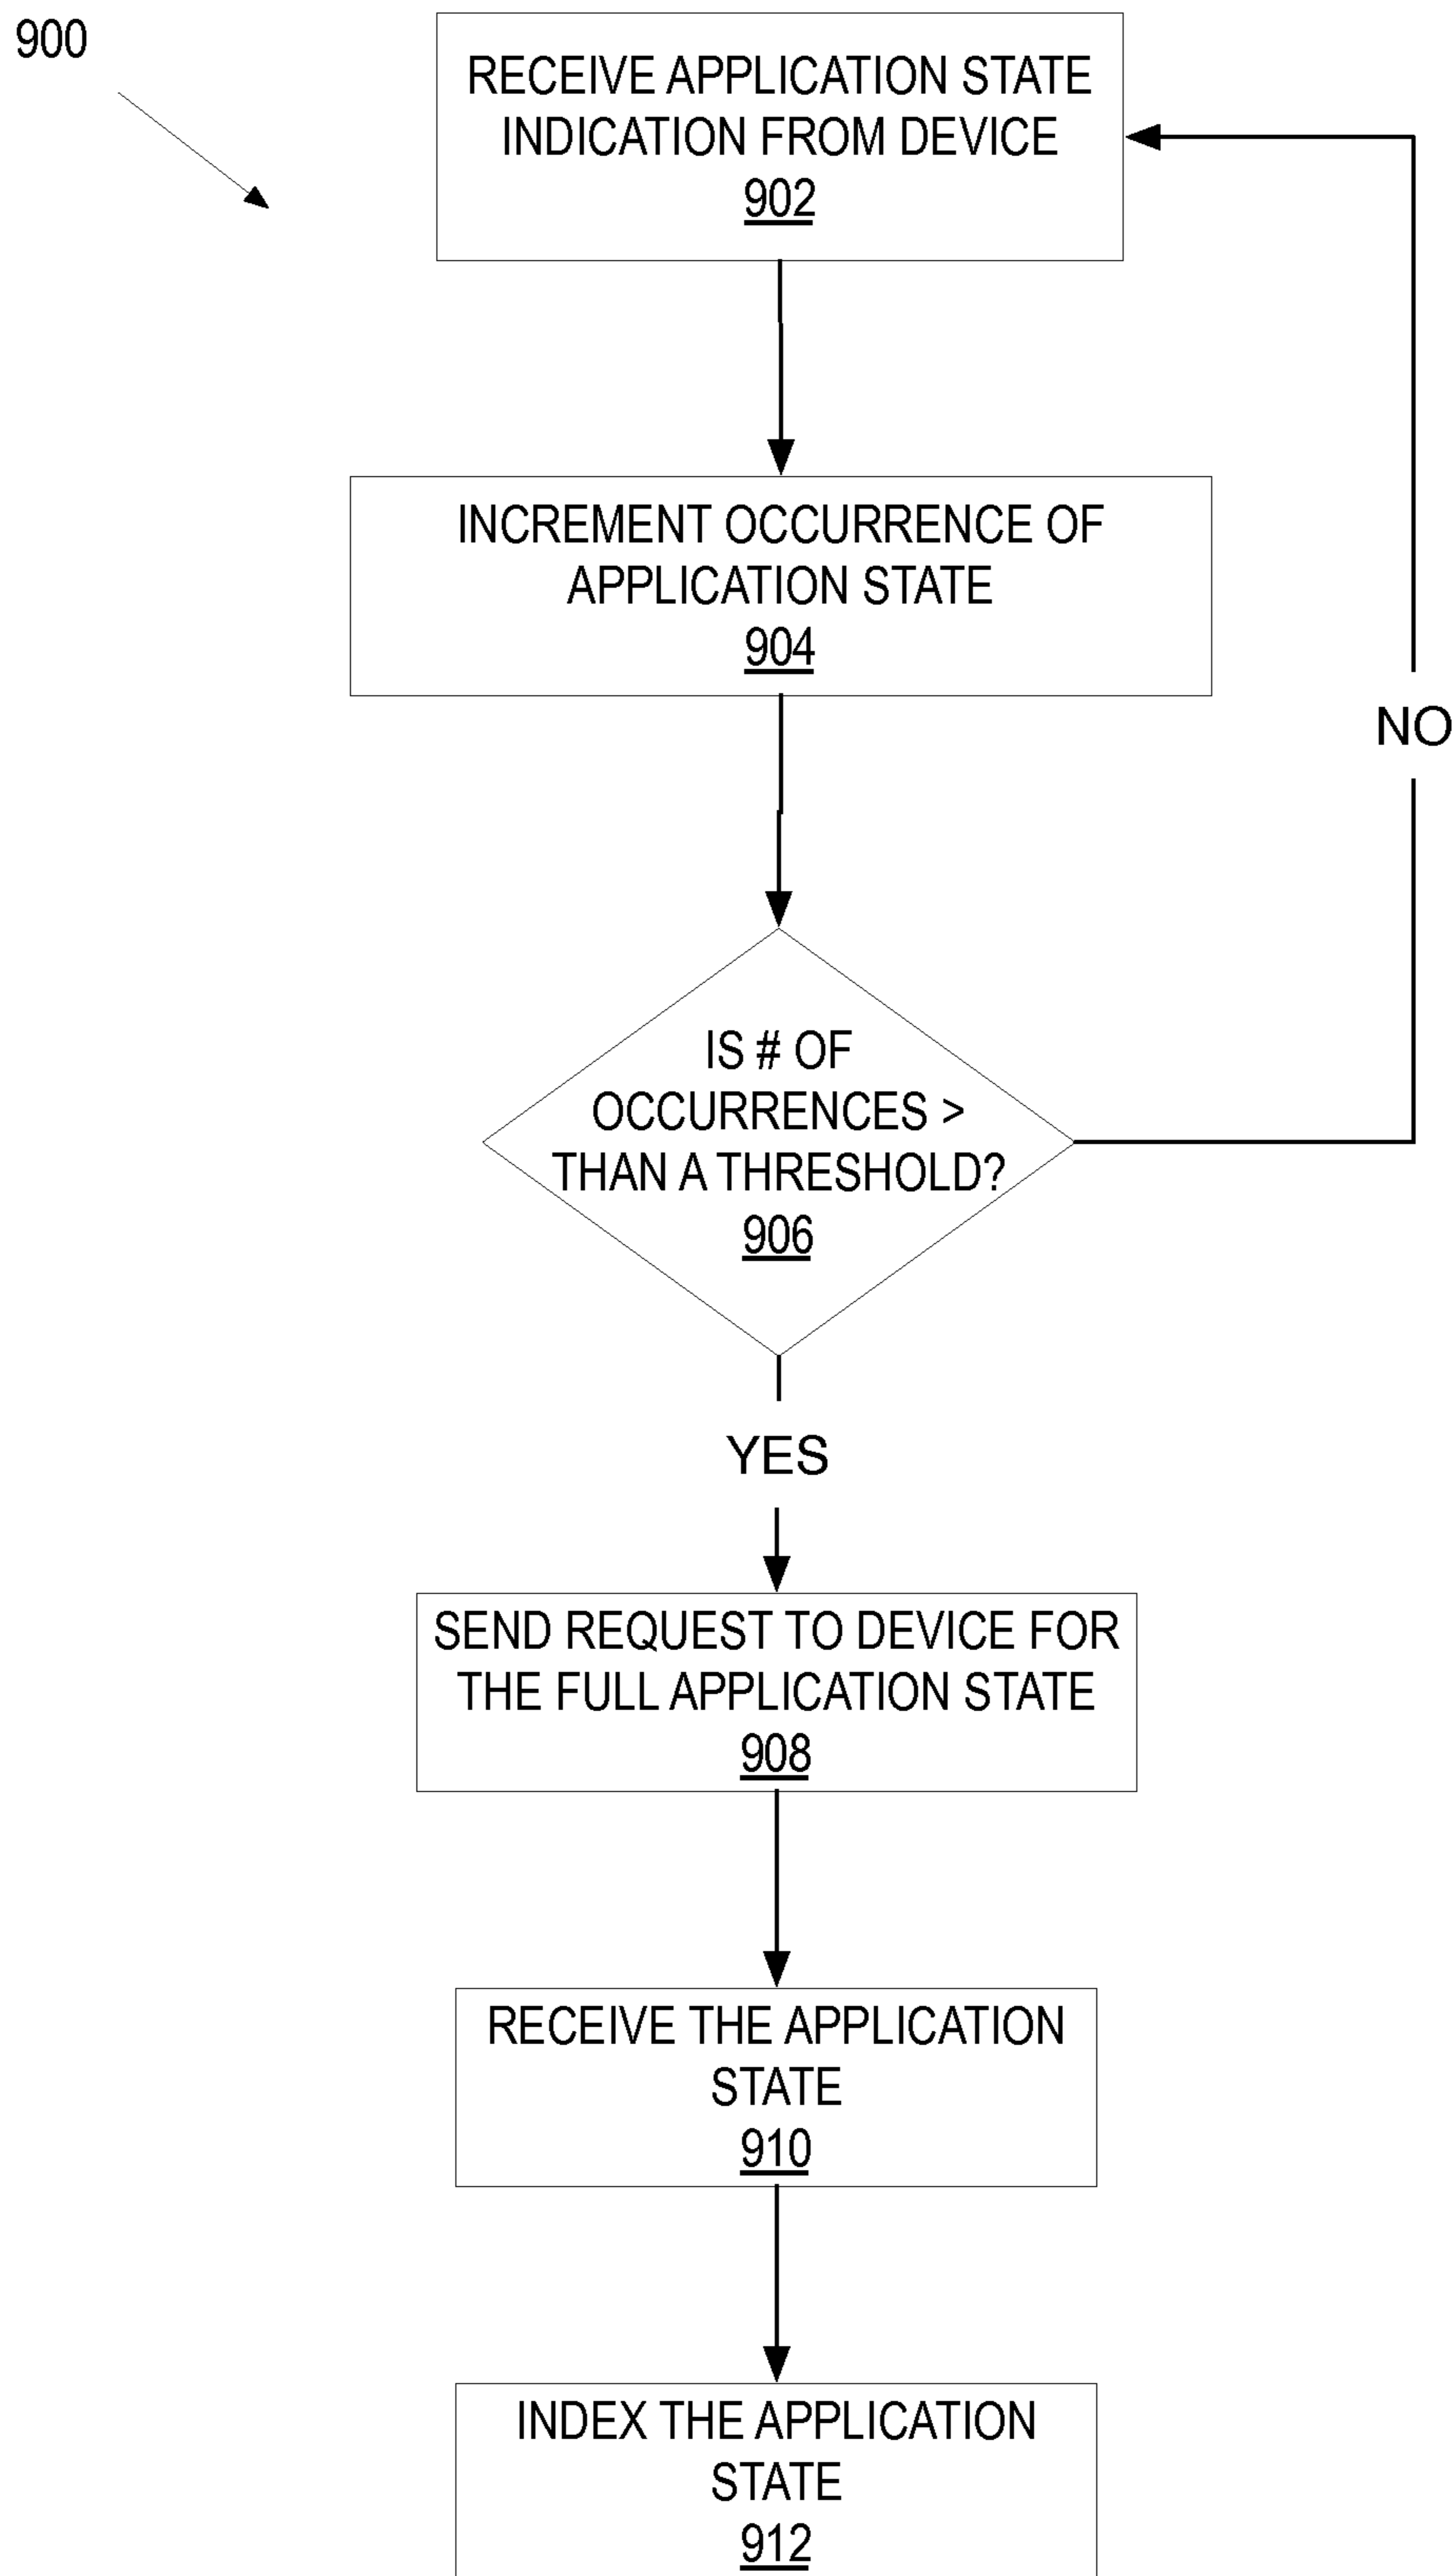 900
RECEIVE APPLICATION STATE
INDICATION FROM DEVICE
902
INCREMENT OCCURRENCE OF
APPLICATION STATE
904
NO
IS # OF
OCCURRENCES >
THAN A THRESHOLD?
906
YES
SEND REQUEST TO DEVICE FOR
THE FULL APPLICATION STATE
908
RECEIVE THE APPLICATION
STATE
910
INDEX THE APPLICATION
STATE
912